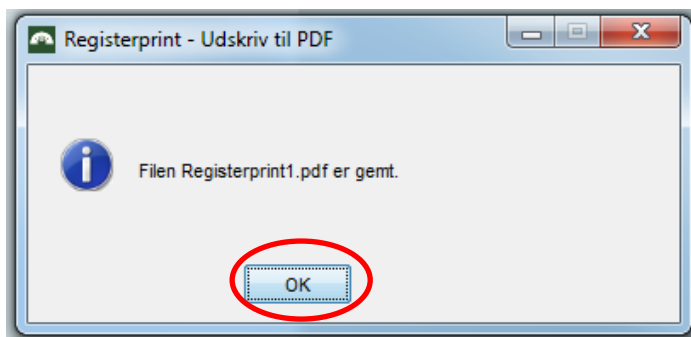 Registerprint - Udskriv til PDF
Filen Registerprint1.pdf er gemt.
OK